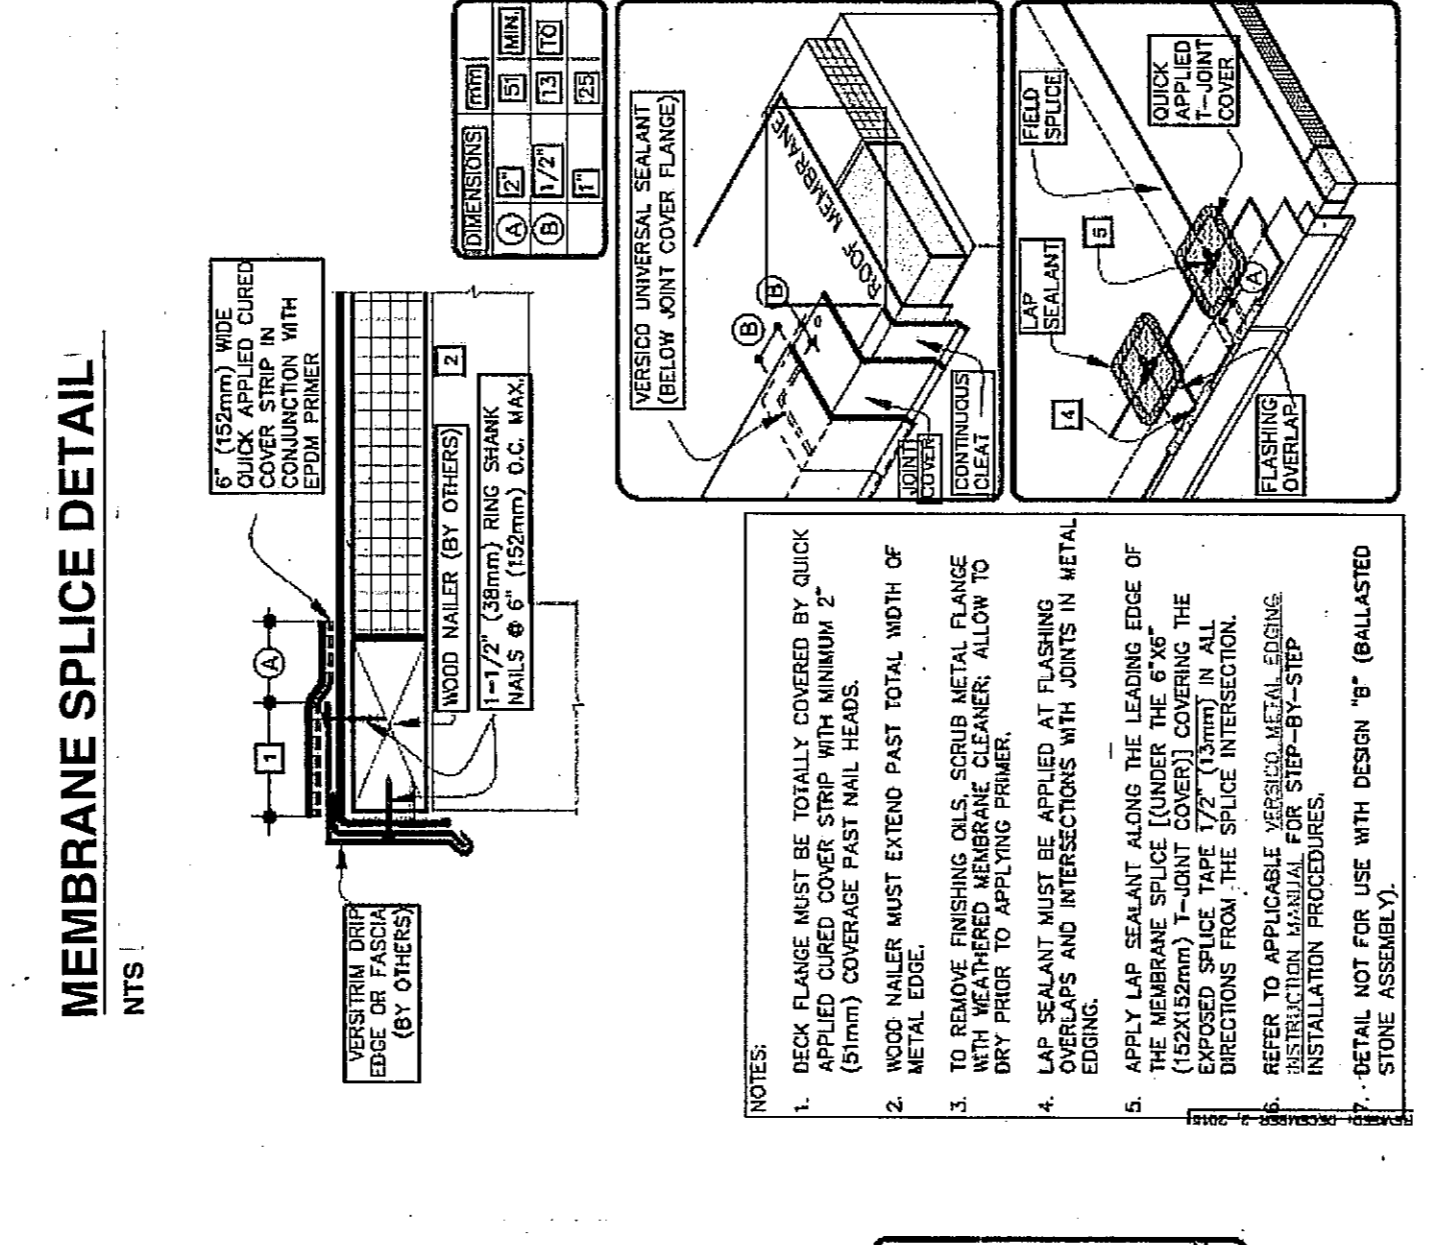 MEMBRANE SPLICE DETAIL
NTS
6" (152mm) WIDE
QUICK APPLIED CURED
COVER STRIP IN
CONJUNCTION WITH
EPDM PRIMER
1
A
VERSITRIM DRIP
EDGE OR FASCIA
(BY OTHERS)
WOOD NAILER (BY OTHERS)
2
1-1/2" (38mm) RING SHANK
NAILS @ 6" (152mm) O.C. MAX.
DIMENSIONS mm
A 2" 51 MIN.
B 1/2" 13 TO
1" 25
VERSICO UNIVERSAL SEALANT
(BELOW JOINT COVER FLANGE)
B
B
ROOF MEMBRANE
JOINT
COVER
CONTINUOUS
CLEAT
LAP
SEALANT
FIELD
SPLICE
5
QUICK
APPLIED
T-JOINT
COVER
4
A
FLASHING
OVERLAP
NOTES:
1. DECK FLANGE MUST BE TOTALLY COVERED BY QUICK
APPLIED CURED COVER STRIP WITH MINIMUM 2"
(51mm) COVERAGE PAST NAIL HEADS.
2. WOOD NAILER MUST EXTEND PAST TOTAL WIDTH OF
METAL EDGE.
3. TO REMOVE FINISHING OILS, SCRUB METAL FLANGE
WITH WEATHERED MEMBRANE CLEANER; ALLOW TO
DRY PRIOR TO APPLYING PRIMER.
4. LAP SEALANT MUST BE APPLIED AT FLASHING
OVERLAPS AND INTERSECTIONS WITH JOINTS IN METAL
EDGING.
5. APPLY LAP SEALANT ALONG THE LEADING EDGE OF
THE MEMBRANE SPLICE [(UNDER THE 6"X6"
(152X152mm) T-JOINT COVER)] COVERING THE
EXPOSED SPLICE TAPE 1/2" (13mm) IN ALL
DIRECTIONS FROM THE SPLICE INTERSECTION.
6. REFER TO APPLICABLE VERSICO METAL EDGING
INSTRUCTION MANUAL FOR STEP-BY-STEP
INSTALLATION PROCEDURES.
7. DETAIL NOT FOR USE WITH DESIGN "B" (BALLASTED
STONE ASSEMBLY).